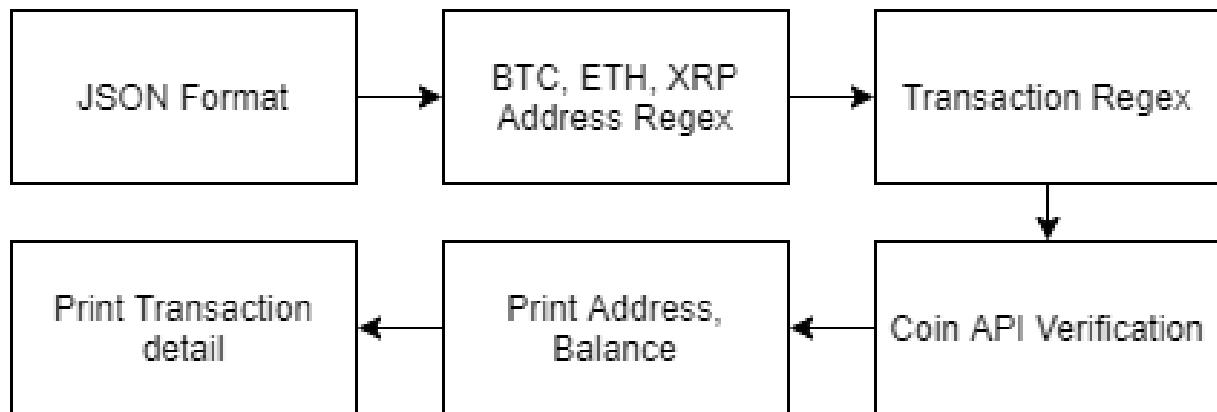 JSON Format
BTC, ETH, XRP
Address Regex
Transaction Regex
Coin API Verification
Print Address,
Balance
Print Transaction
detail